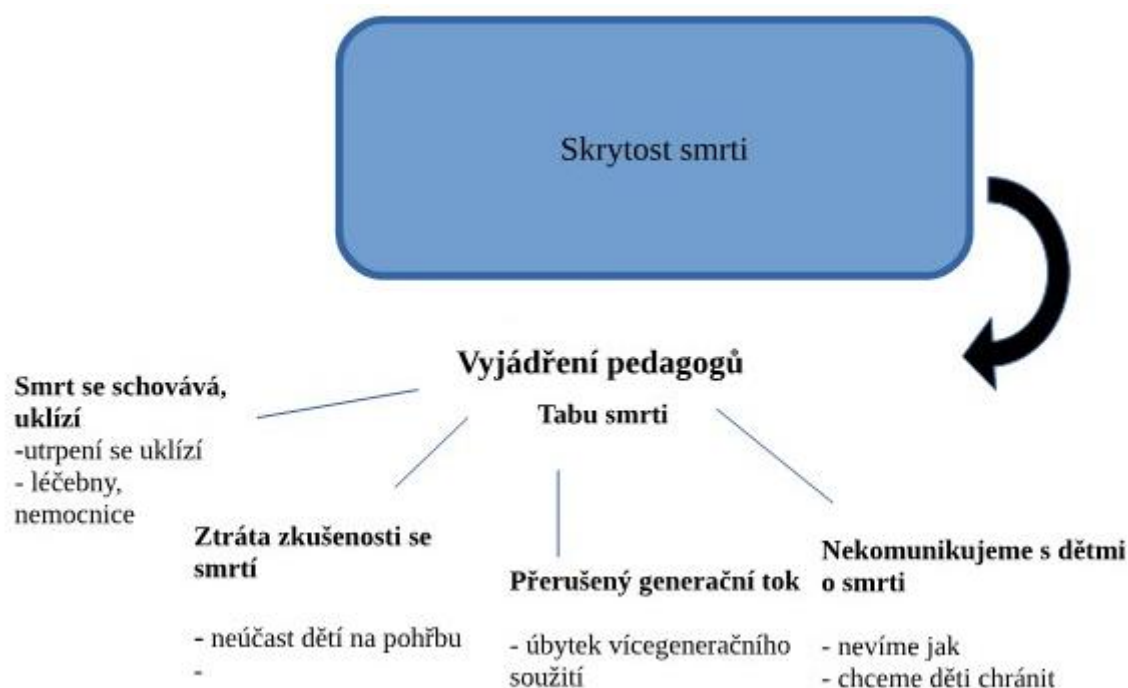 Skrytost smrti
Vyjádření pedagogů
Tabu smrti
Smrt se schovává,
uklízí
-utrpení se uklízí
- léčebny,
nemocnice
Ztráta zkušenosti se
smrtí
- neúčast dětí na pohřbu
-
Přerušený generační tok
- úbytek vícegeneračního
soužití
Nekomunikujeme s dětmi
o smrti
- nevíme jak
- chceme děti chránit